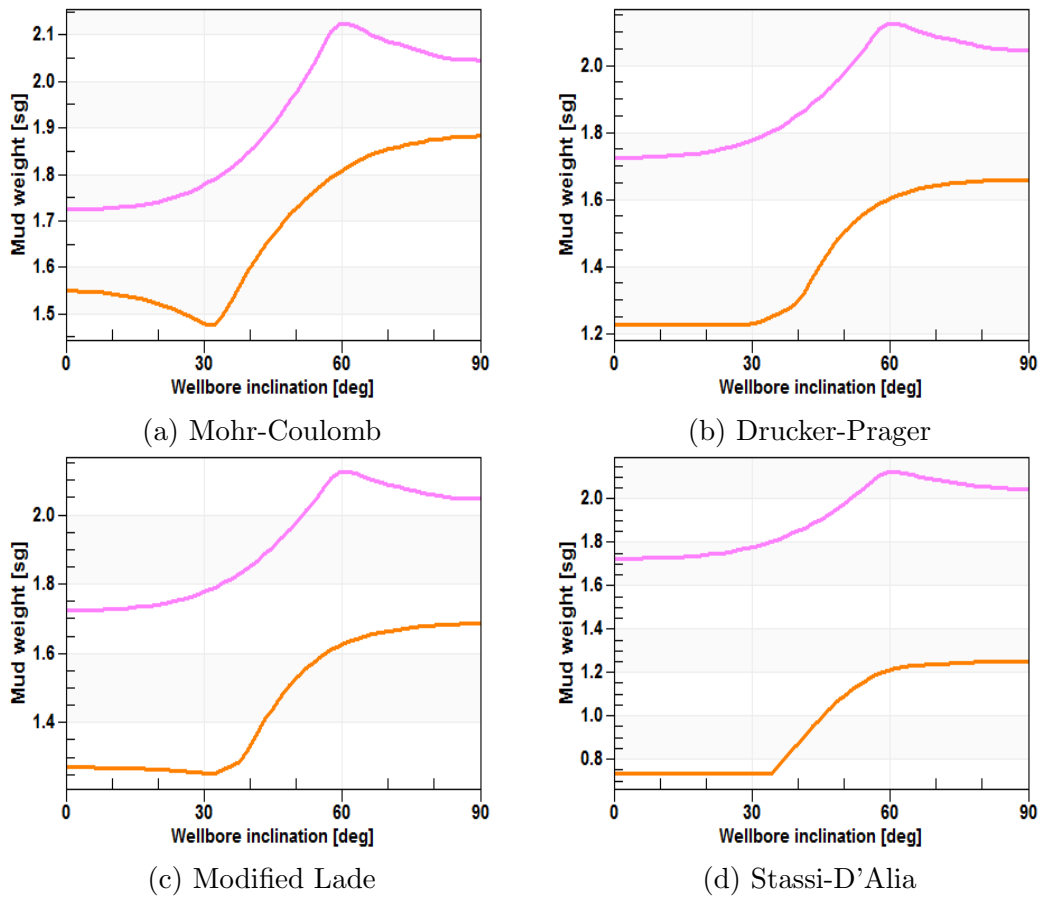 2.1
2.0
1.9
1.8
1.7
1.6
1.5
Mud weight [sg]
0 30 60 90
Wellbore inclination [deg]
(a) Mohr-Coulomb
2.0
1.8
1.6
1.4
1.2
Mud weight [sg]
0 30 60 90
Wellbore inclination [deg]
(b) Drucker-Prager
2.0
1.8
1.6
1.4
Mud weight [sg]
0 30 60 90
Wellbore inclination [deg]
(c) Modified Lade
2.0
1.8
1.6
1.4
1.2
1.0
0.8
Mud weight [sg]
0 30 60 90
Wellbore inclination [deg]
(d) Stassi-D'Alia